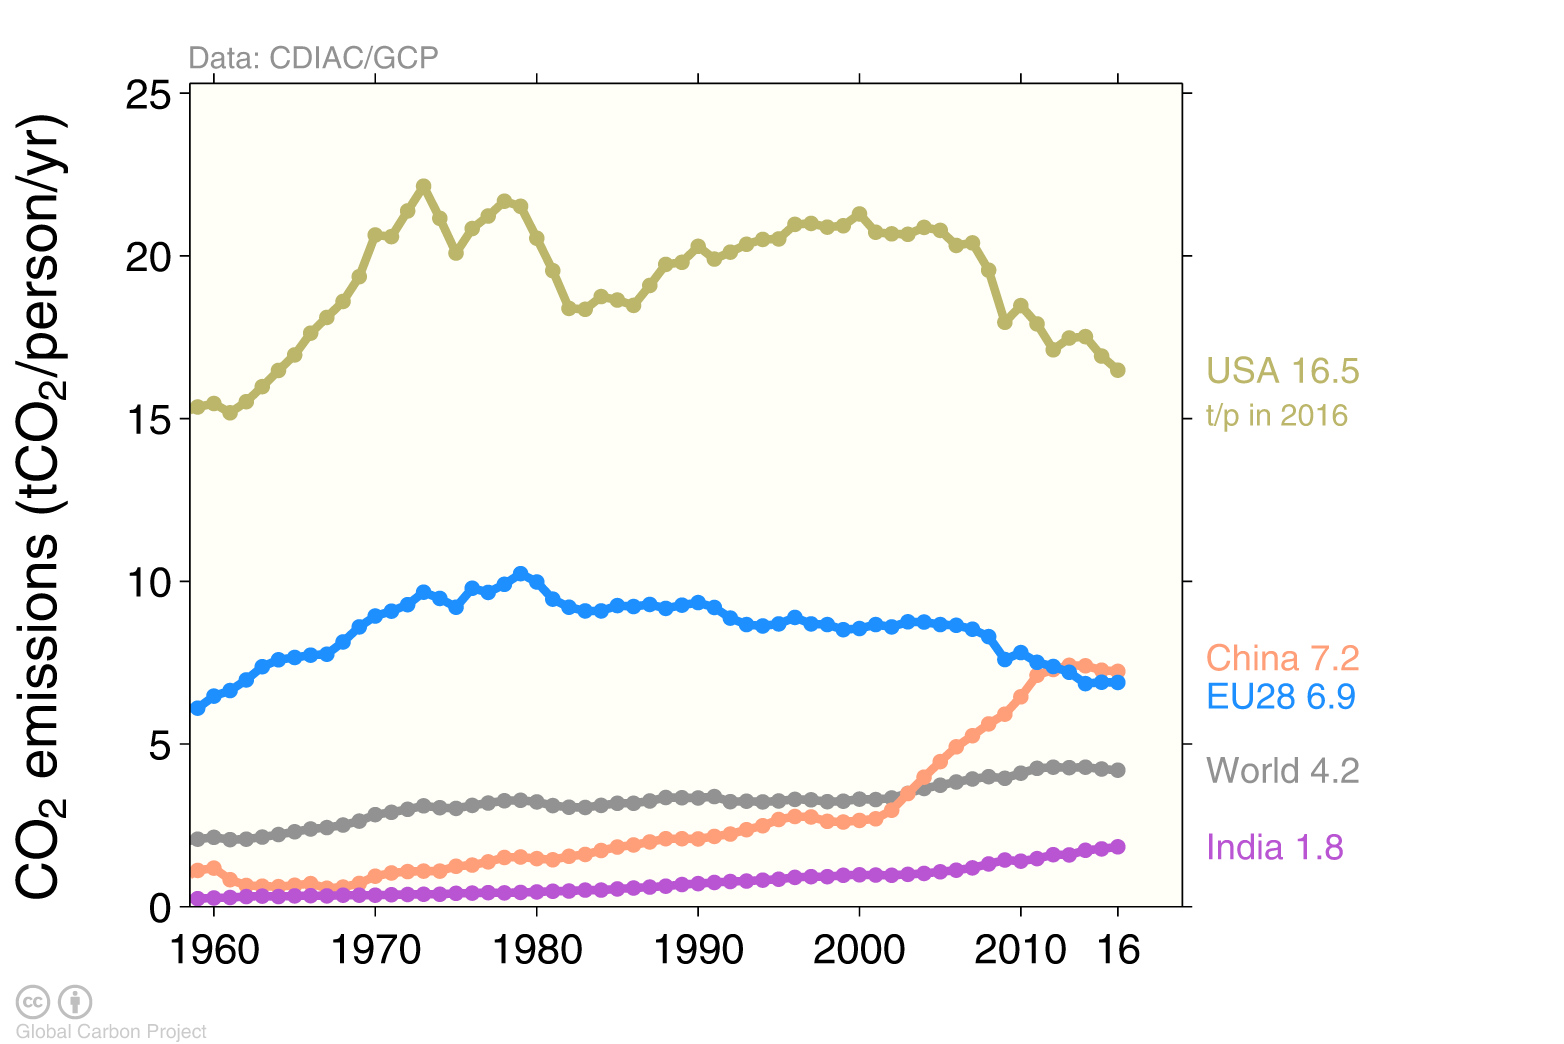 Data: CDIAC/GCP
CO2 emissions (tCO2/person/yr)
25
20
15
10
5
0
1960 1970 1980 1990 2000 2010 16
USA 16.5
t/p in 2016
China 7.2
EU28 6.9
World 4.2
India 1.8
cc
Global Carbon Project